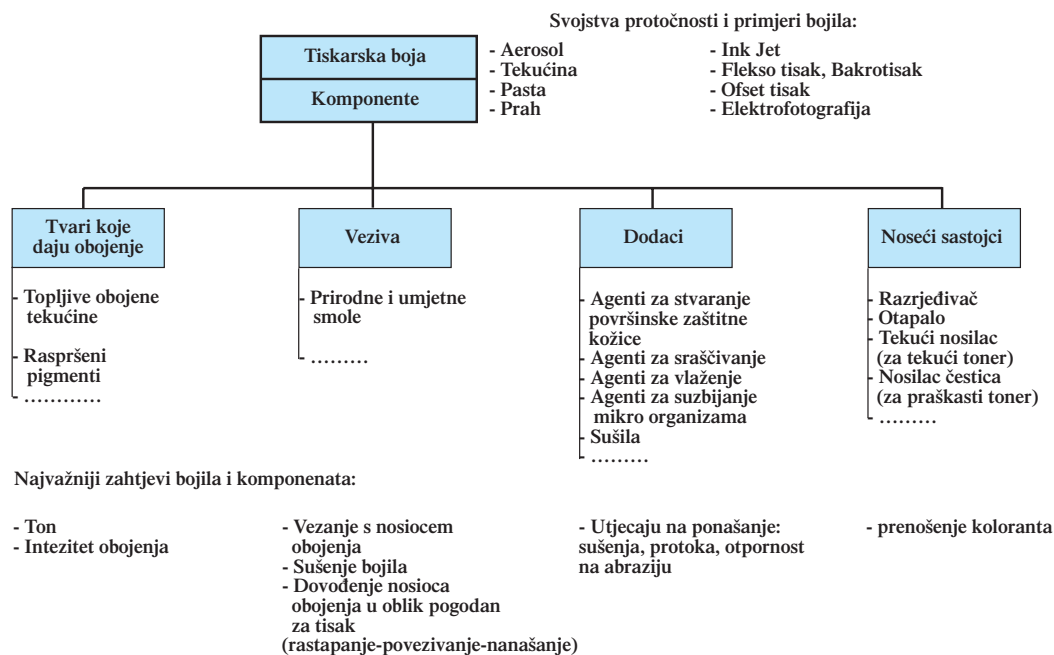 Svojstva protočnosti i primjeri bojila:
Tiskarska boja
Komponente
- Aerosol
- Tekućina
- Pasta
- Prah
- Ink Jet
- Flekso tisak, Bakrotisak
- Ofset tisak
- Elektrofotografija
Tvari koje
daju obojenje
- Topljive obojene
tekućine
- Raspršeni
pigmenti
- …………
Veziva
- Prirodne i umjetne
smole
- ………
Dodaci
- Agenti za stvaranje
površinske zaštitne
kožice
- Agenti za sraščivanje
- Agenti za vlaženje
- Agenti za suzbijanje
mikro organizama
- Sušila
- ………
Noseći sastojci
- Razrjeđivač
- Otapalo
- Tekući nosilac
(za tekući toner)
- Nosilac čestica
(za praškasti toner)
- ………
Najvažniji zahtjevi bojila i komponenata:
- Ton
- Intezitet obojenja
- Vezanje s nosiocem
obojenja
- Sušenje bojila
- Dovođenje nosioca
obojenja u oblik pogodan
za tisak
(rastapanje-povezivanje-nanašanje)
- Utjecaju na ponašanje:
sušenja, protoka, otpornost
na abraziju
- prenošenje koloranta